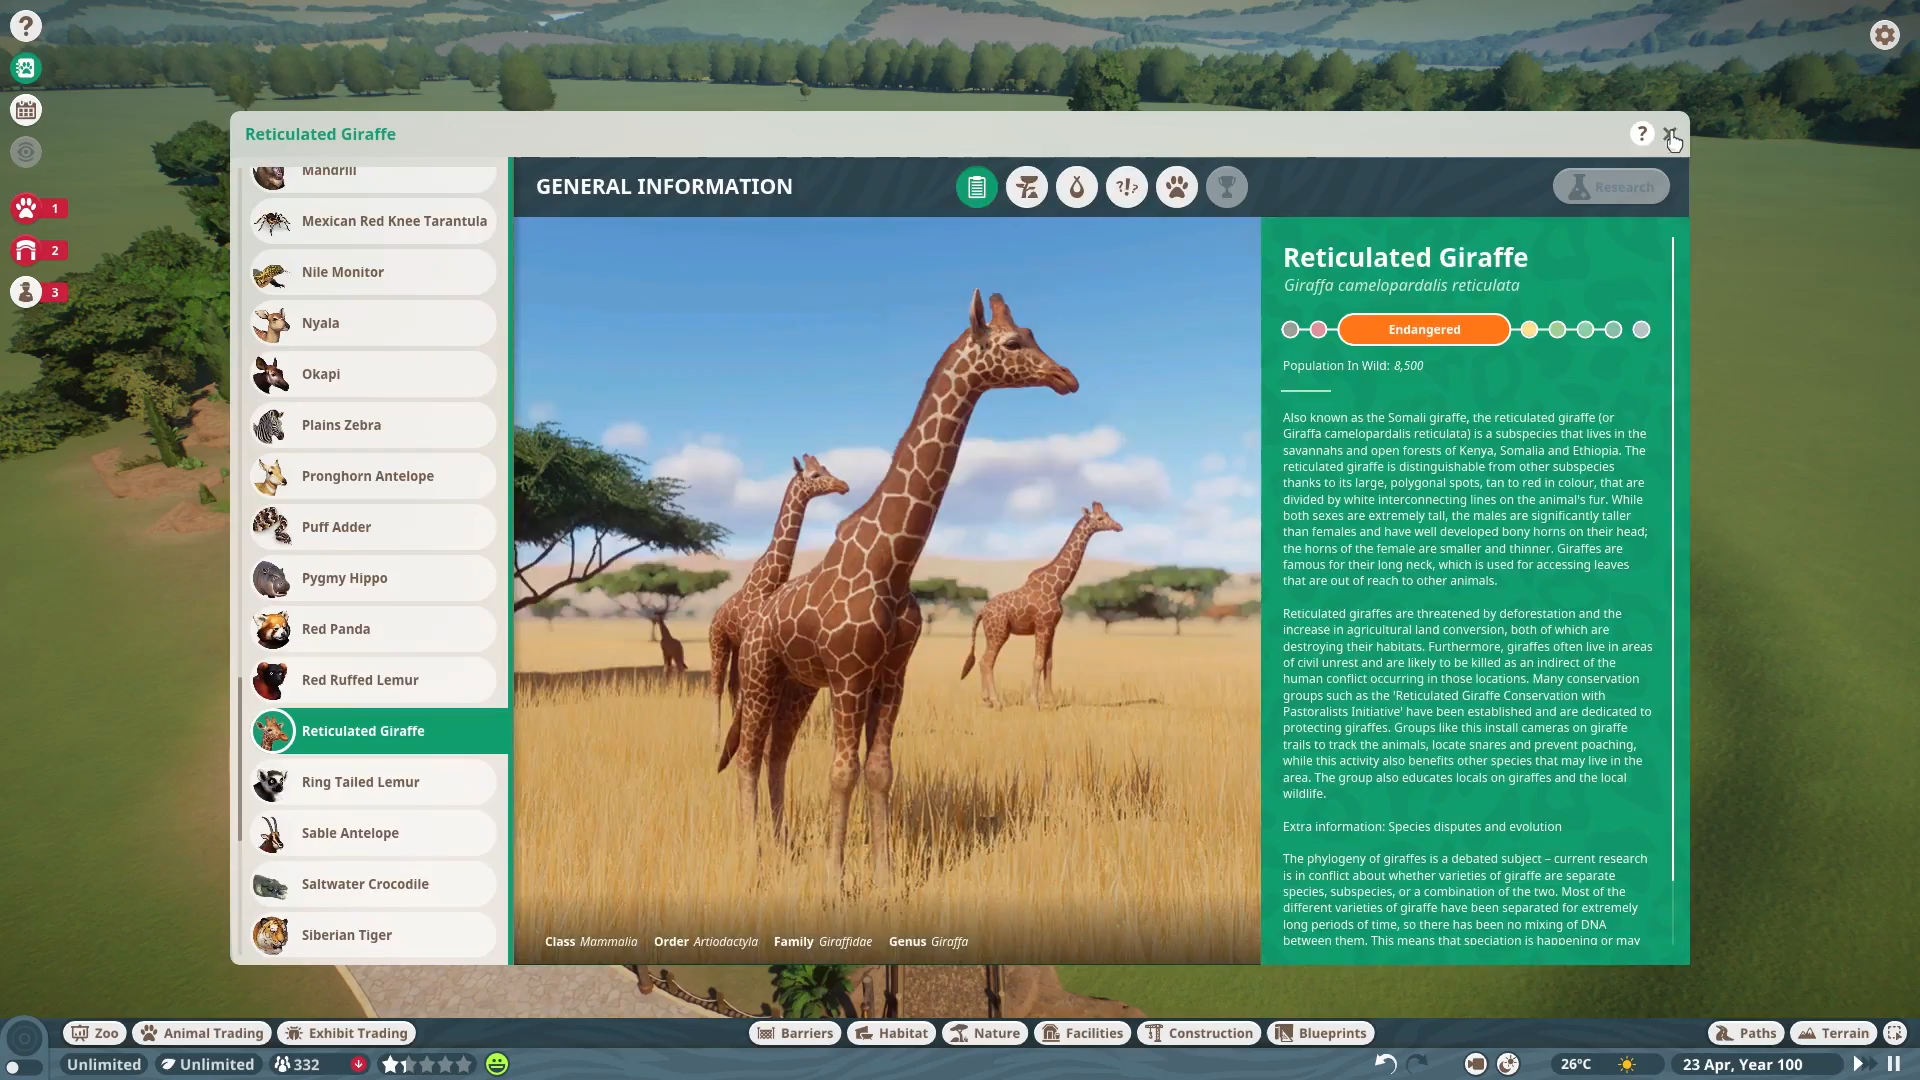 Reticulated Giraffe
?
Mandrill
Mexican Red Knee Tarantula
Nile Monitor
Nyala
Okapi
Plains Zebra
Pronghorn Antelope
Puff Adder
Pygmy Hippo
Red Panda
Red Ruffed Lemur
Reticulated Giraffe
Ring Tailed Lemur
Sable Antelope
Saltwater Crocodile
Siberian Tiger
GENERAL INFORMATION
?!?
Research
Class Mammalia Order Artiodactyla Family Giraffidae Genus Giraffa
Reticulated Giraffe
Giraffa camelopardalis reticulata
Endangered
Population In Wild: 8,500
Also known as the Somali giraffe, the reticulated giraffe (or
Giraffa camelopardalis reticulata) is a subspecies that lives in the
savannahs and open forests of Kenya, Somalia and Ethiopia. The
reticulated giraffe is distinguishable from other subspecies
thanks to its large, polygonal spots, tan to red in colour, that are
divided by white interconnecting lines on the animal's fur. While
both sexes are extremely tall, the males are significantly taller
than females and have well developed bony horns on their head;
the horns of the female are smaller and thinner. Giraffes are
famous for their long neck, which is used for accessing leaves
that are out of reach to other animals.
Reticulated giraffes are threatened by deforestation and the
increase in agricultural land conversion, both of which are
destroying their habitats. Furthermore, giraffes often live in areas
of civil unrest and are likely to be killed as an indirect of the
human conflict occurring in those locations. Many conservation
groups such as the 'Reticulated Giraffe Conservation with
Pastoralists Initiative' have been established and are dedicated to
protecting giraffes. Groups like this install cameras on giraffe
trails to track the animals, locate snares and prevent poaching,
while this activity also benefits other species that may live in the
area. The group also educates locals on giraffes and the local
wildlife.
Extra information: Species disputes and evolution
The phylogeny of giraffes is a debated subject – current research
is in conflict about whether varieties of giraffe are separate
species, subspecies, or a combination of the two. Most of the
different varieties of giraffe have been separated for extremely
long periods of time, so there has been no mixing of DNA
between them. This means that speciation is happening or may
?
1
2
3
Zoo
Animal Trading
Exhibit Trading
Barriers
Habitat
Nature
Facilities
Construction
Blueprints
Paths
Terrain
Unlimited
Unlimited
332
26°C
23 Apr, Year 100